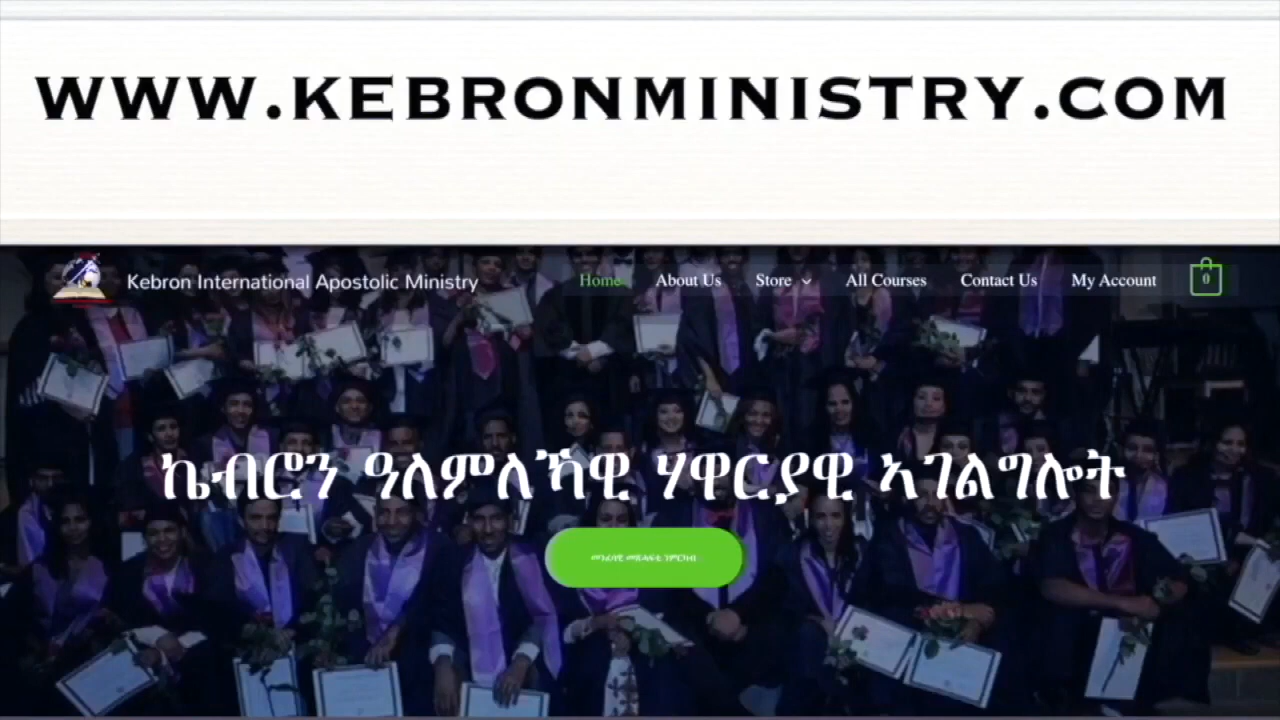 WWW.KEBRONMINISTRY.COM
Kebron International Apostolic Ministry
Home About Us Store All Courses Contact Us My Account 0
ኬብሮን ዓለምለኻዊ ሃዋርያዊ ኣገልግሎት